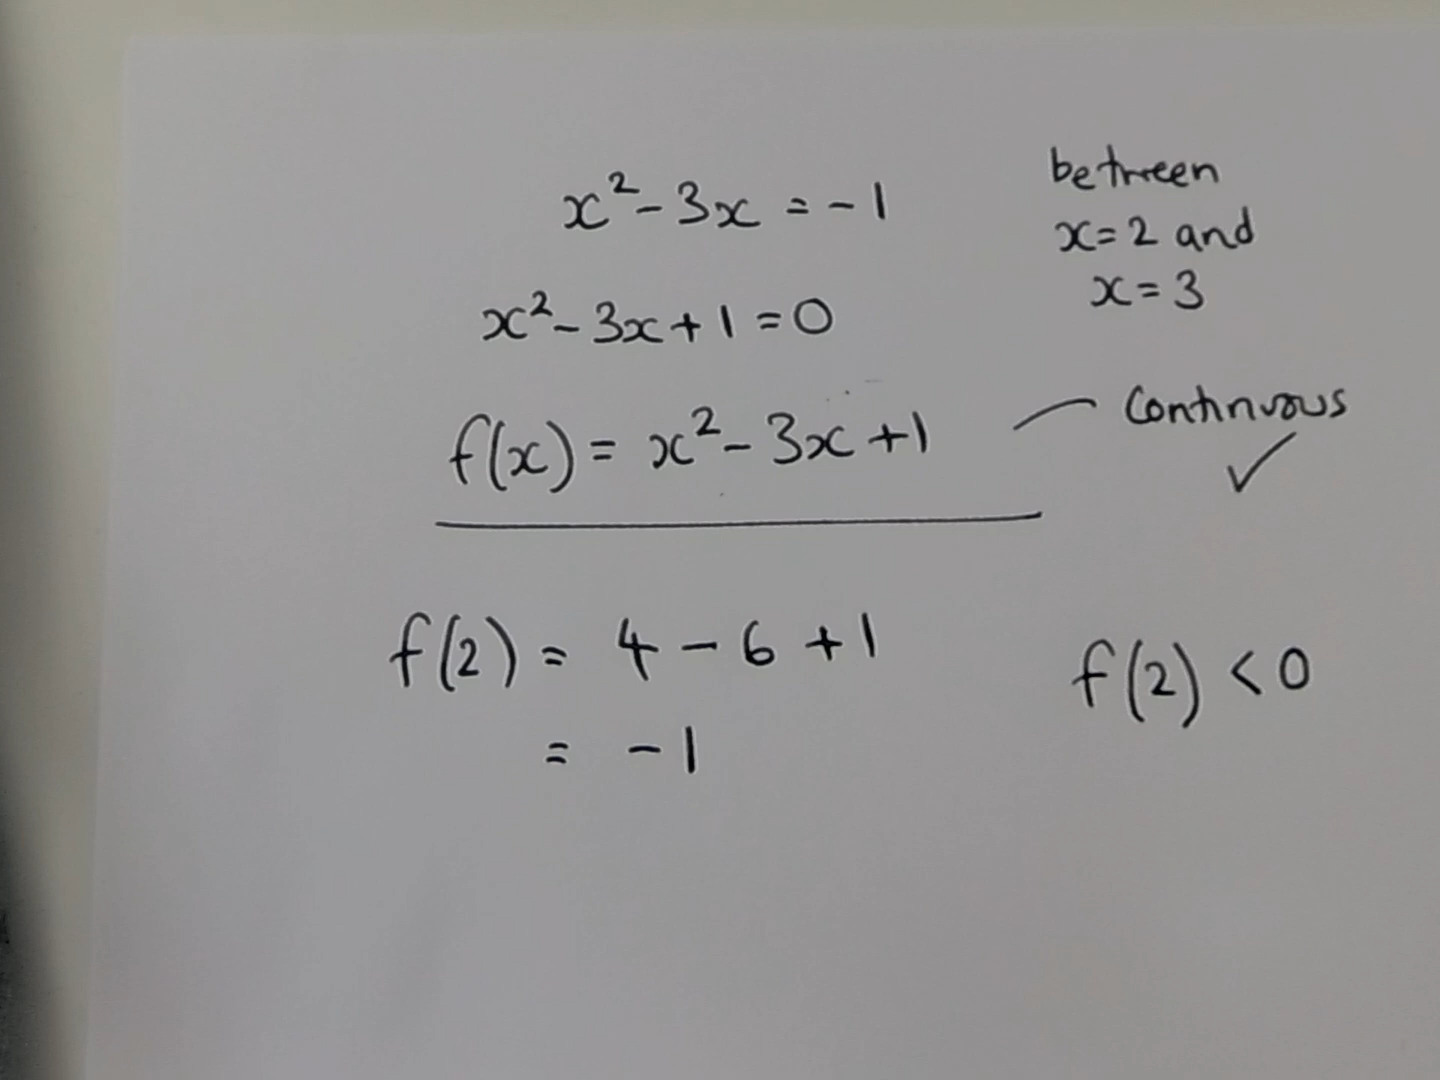 x² - 3x = -1
between
x = 2 and
x = 3
x² - 3x + 1 = 0
f(x) = x² - 3x + 1
continuous
✓
f(2) = 4 - 6 + 1
= -1
f(2) < 0